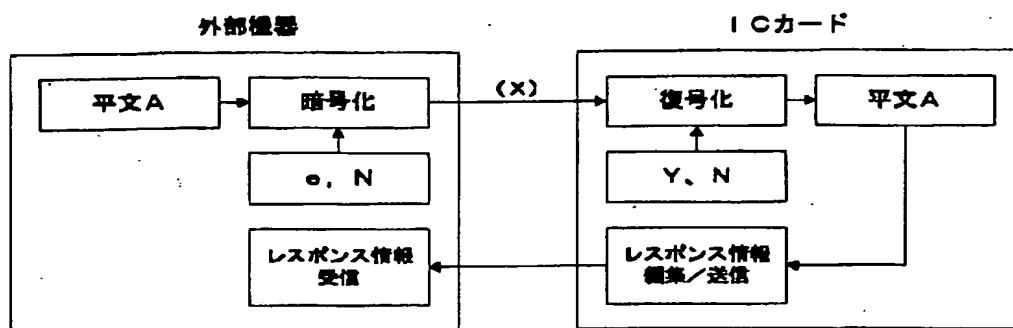 外部機器
ICカード
平文A
暗号化
(X)
復号化
平文A
e, N
Y、N
レスポンス情報
受信
レスポンス情報
編集/送信